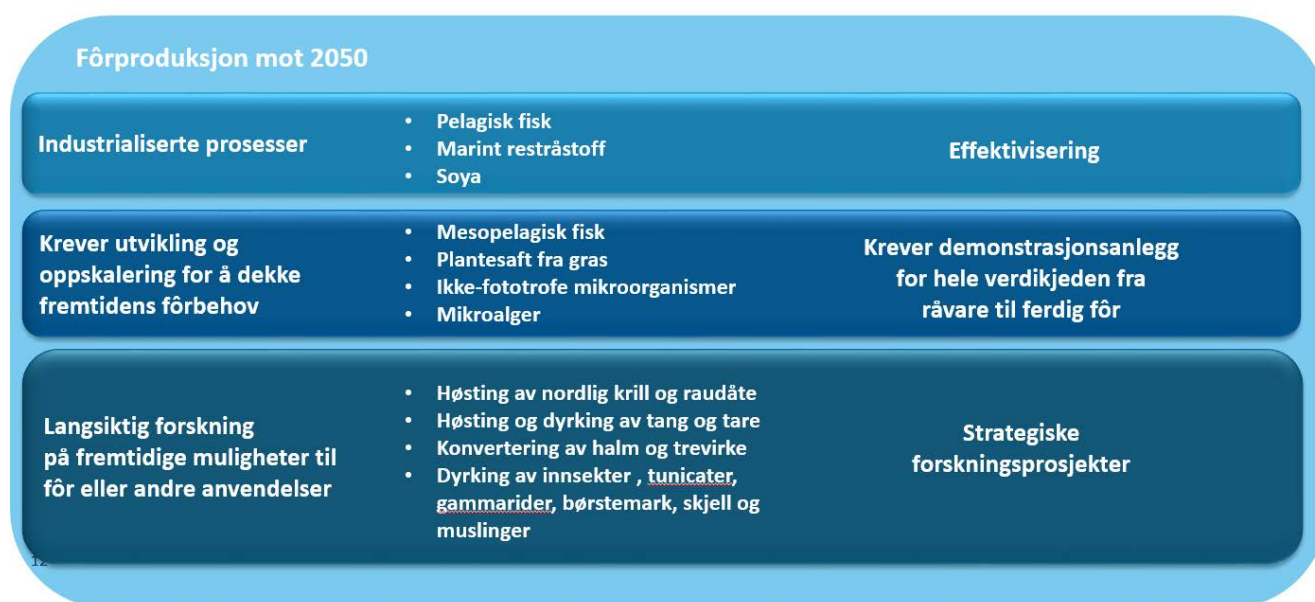 Fôrproduksjon mot 2050
Industrialiserte prosesser
• Pelagisk fisk
• Marint restråstoff
• Soya
Effektivisering
Krever utvikling og
oppskalering for å dekke
fremtidens fôrbehov
• Mesopelagisk fisk
• Plantesaft fra gras
• Ikke-fototrofe mikroorganismer
• Mikroalger
Krever demonstrasjonsanlegg
for hele verdikjeden fra
råvare til ferdig fôr
Langsiktig forskning
på fremtidige muligheter til
fôr eller andre anvendelser
• Høsting av nordlig krill og raudåte
• Høsting og dyrking av tang og tare
• Konvertering av halm og trevirke
• Dyrking av innsekter , tunicater,
gammarider, børstemark, skjell og
muslinger
Strategiske
forskningsprosjekter
12